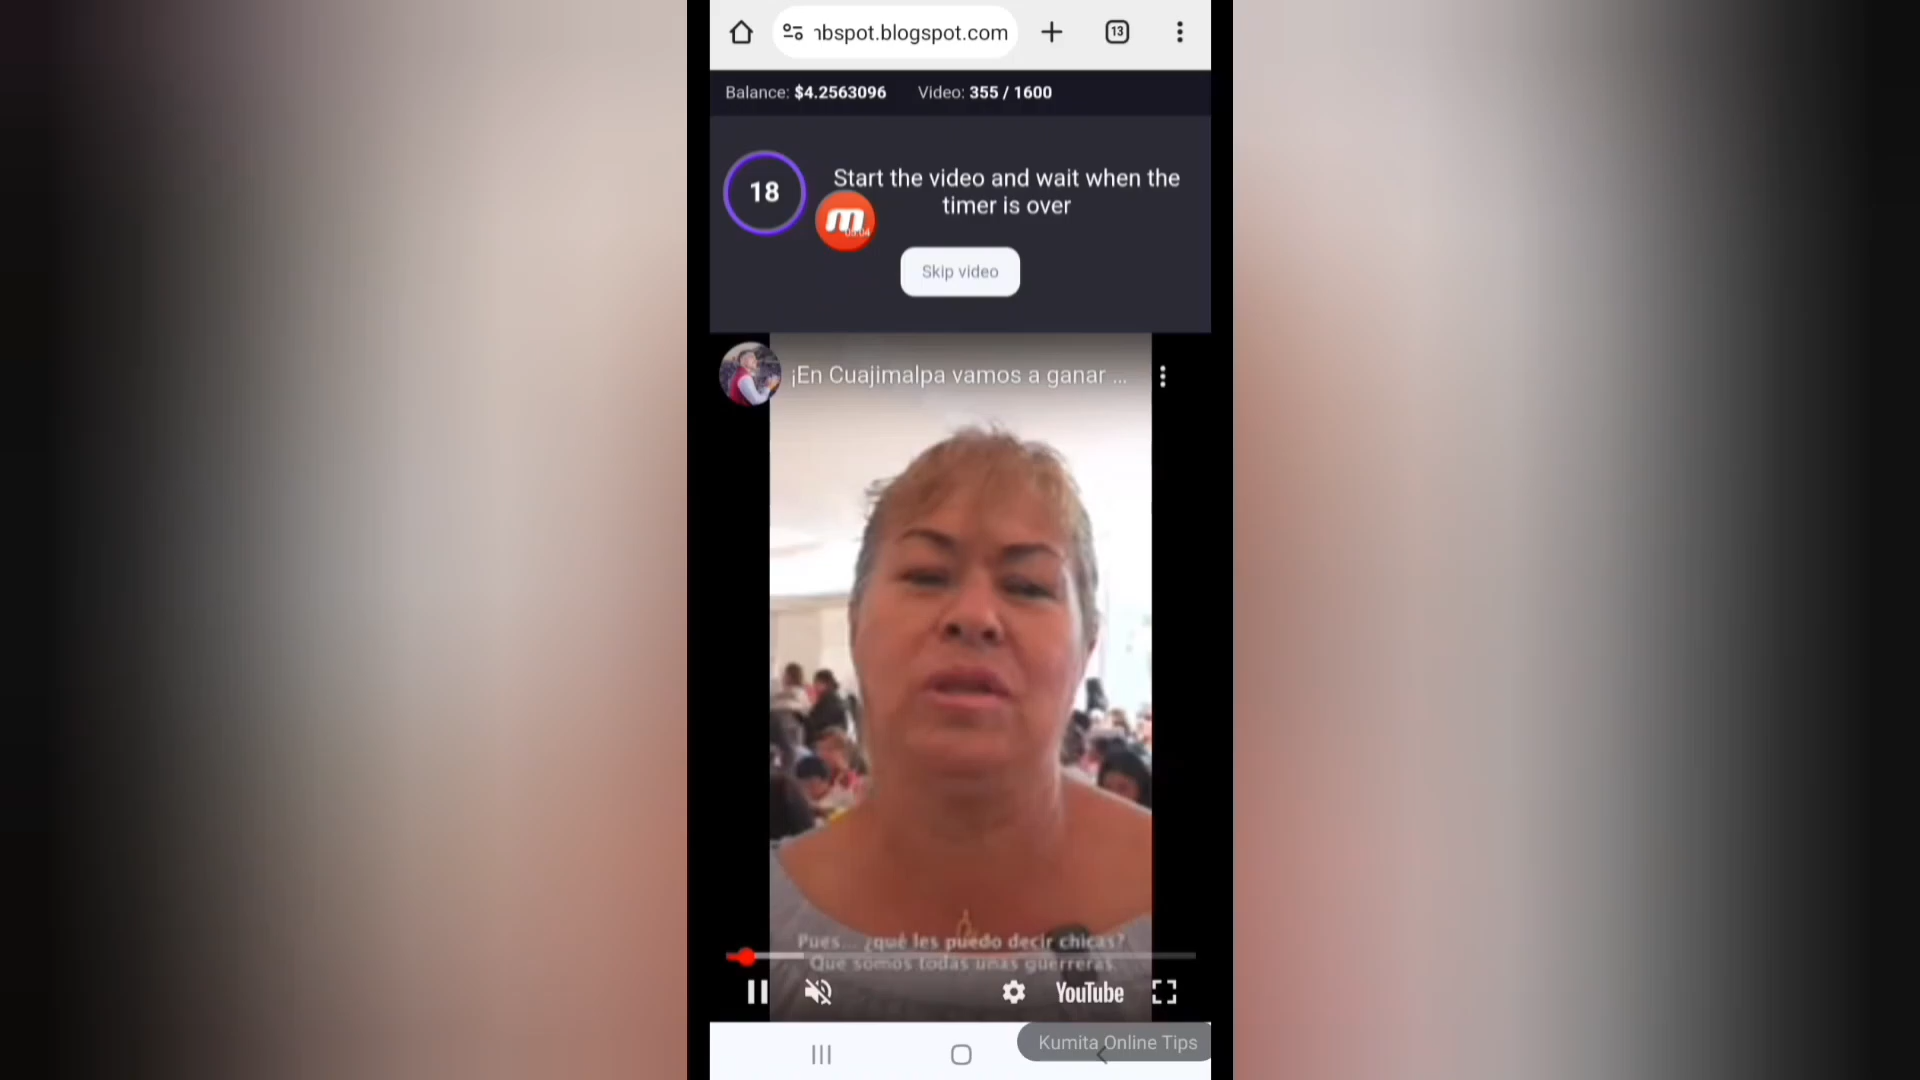 nbspot.blogspot.com
13
Balance: $4.2563096 Video: 355 / 1600
18
Start the video and wait when the
timer is over
m
Skip video
¡En Cuajimalpa vamos a ganar ...
Pues... ¿qué les puedo decir chicas?
Que somos todas unas guerreras.
YouTube
Kumita Online Tips